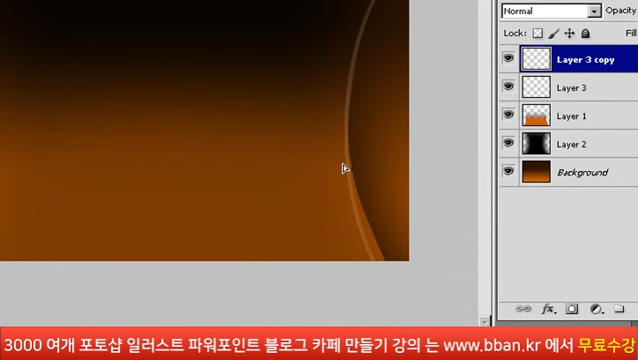 Normal
Opacity
Lock:
Fill
Layer 3 copy
Layer 3
Layer 1
Layer 2
Background
3000 여개 포토샵 일러스트 파워포인트 블로그 카페 만들기 강의 는 www.bban.kr 에서 무료수강